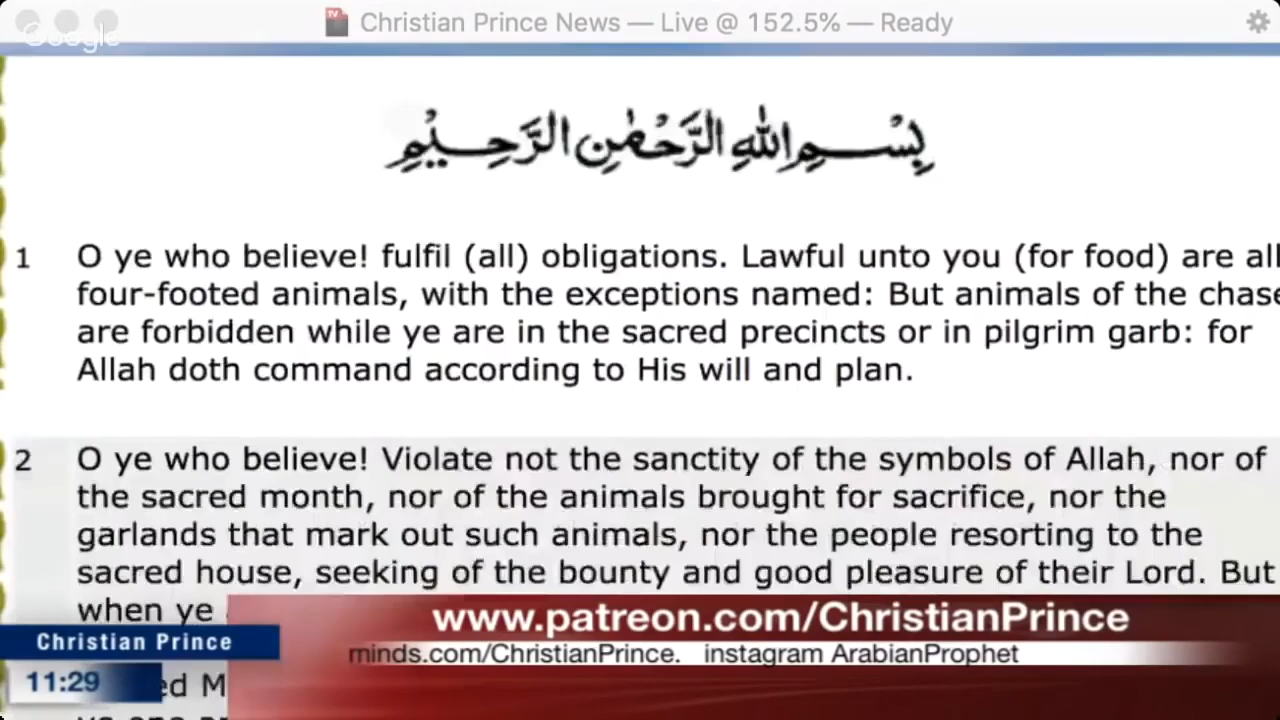 Christian Prince News — Live @ 152.5% — Ready
Google
بِسْمِ اللهِ الرَّحْمٰنِ الرَّحِيْمِ
1 O ye who believe! fulfil (all) obligations. Lawful unto you (for food) are all
four-footed animals, with the exceptions named: But animals of the chase
are forbidden while ye are in the sacred precincts or in pilgrim garb: for
Allah doth command according to His will and plan.
2 O ye who believe! Violate not the sanctity of the symbols of Allah, nor of
the sacred month, nor of the animals brought for sacrifice, nor the
garlands that mark out such animals, nor the people resorting to the
sacred house, seeking of the bounty and good pleasure of their Lord. But
when ye
www.patreon.com/ChristianPrince
Christian Prince
minds.com/ChristianPrince. instagram ArabianProphet
11:29
ed M